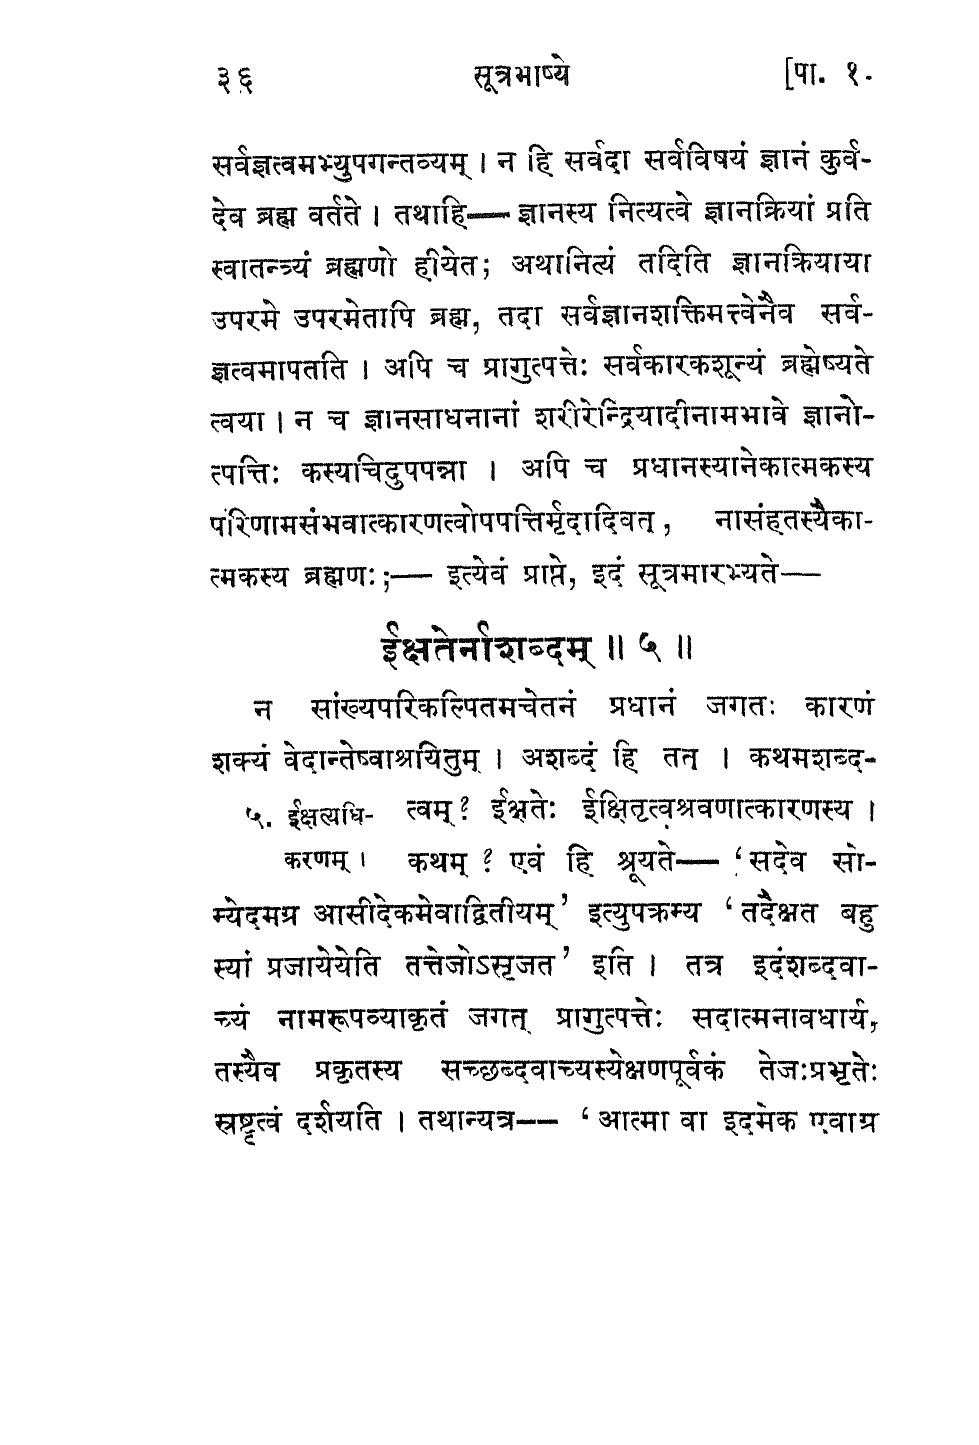 ३६ सूत्रभाष्ये [पा. १.
सर्वज्ञत्वमभ्युपगन्तव्यम् । न हि सर्वदा सर्वविषयं ज्ञानं कुर्व-
देव ब्रह्म वर्तते । तथाहि— ज्ञानस्य नित्यत्वे ज्ञानक्रियां प्रति
स्वातन्त्र्यं ब्रह्मणो हीयेत; अथानित्यं तदिति ज्ञानक्रियाया
उपरमे उपरमेतापि ब्रह्म, तदा सर्वज्ञानशक्तिमत्त्वेनैव सर्व-
ज्ञत्वमापतति । अपि च प्रागुत्पत्तेः सर्वकारकशून्यं ब्रह्मेष्यते
त्वया । न च ज्ञानसाधनानां शरीरेन्द्रियादीनामभावे ज्ञानो-
त्पत्तिः कस्यचिदुपपन्ना । अपि च प्रधानस्यानेकात्मकस्य
परिणामसंभवात्कारणत्वोपपत्तिर्मृदादिवत्, नासंहतस्यैका-
त्मकस्य ब्रह्मणः;— इत्येवं प्राप्ते, इदं सूत्रमारभ्यते—
ईक्षतेर्नाशब्दम् ॥ ५ ॥
न सांख्यपरिकल्पितमचेतनं प्रधानं जगतः कारणं
शक्यं वेदान्तेष्वाश्रयितुम् । अशब्दं हि तत् । कथमशब्द-
५. ईक्षत्यधि- त्वम् ? ईक्षतेः ईक्षितृत्वश्रवणात्कारणस्य ।
करणम् । कथम् ? एवं हि श्रूयते— ‘सदेव सो-
म्येदमग्र आसीदेकमेवाद्वितीयम्’ इत्युपक्रम्य ‘तदैक्षत बहु
स्यां प्रजायेयेति तत्तेजोऽसृजत’ इति । तत्र इदंशब्दवा-
च्यं नामरूपव्याकृतं जगत् प्रागुत्पत्तेः सदात्मनावधार्य,
तस्यैव प्रकृतस्य सच्छब्दवाच्यस्येक्षणपूर्वकं तेजःप्रभृतेः
स्रष्टृत्वं दर्शयति । तथान्यत्र— ‘आत्मा वा इदमेक एवाग्र